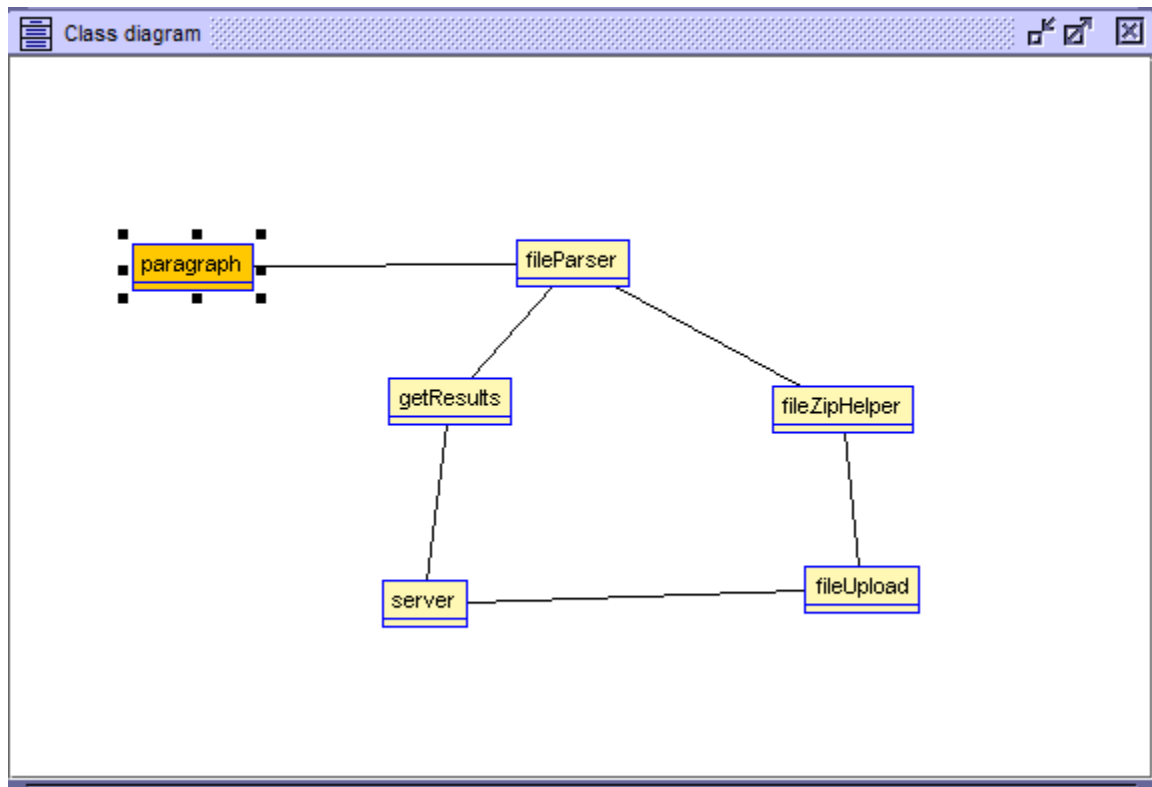 Class diagram
paragraph
fileParser
getResults
fileZipHelper
server
fileUpload